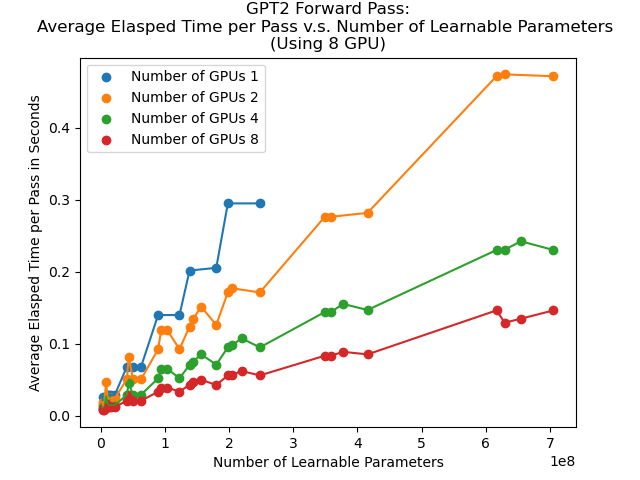 GPT2 Forward Pass:
Average Elasped Time per Pass v.s. Number of Learnable Parameters
(Using 8 GPU)
Number of GPUs 1
Number of GPUs 2
Number of GPUs 4
Number of GPUs 8
Average Elasped Time per Pass in Seconds
0.4
0.3
0.2
0.1
0.0
0 1 2 3 4 5 6 7
1e8
Number of Learnable Parameters